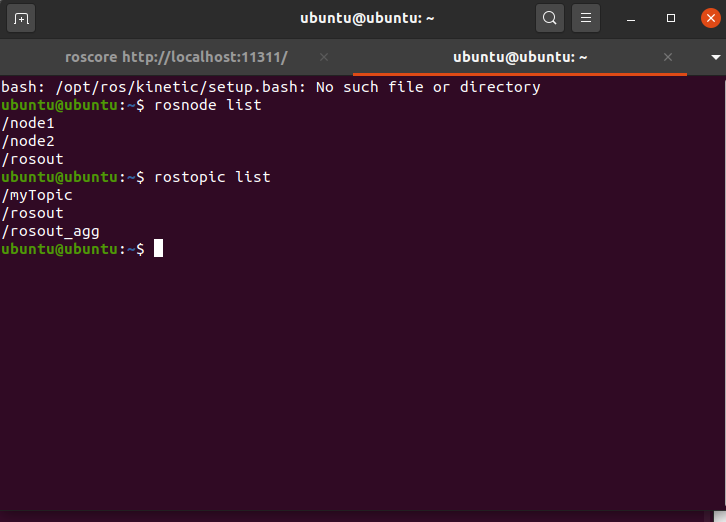 ubuntu@ubuntu: ~
roscore http://localhost:11311/
ubuntu@ubuntu: ~
bash: /opt/ros/kinetic/setup.bash: No such file or directory
ubuntu@ubuntu:~$ rosnode list
/node1
/node2
/rosout
ubuntu@ubuntu:~$ rostopic list
/myTopic
/rosout
/rosout_agg
ubuntu@ubuntu:~$